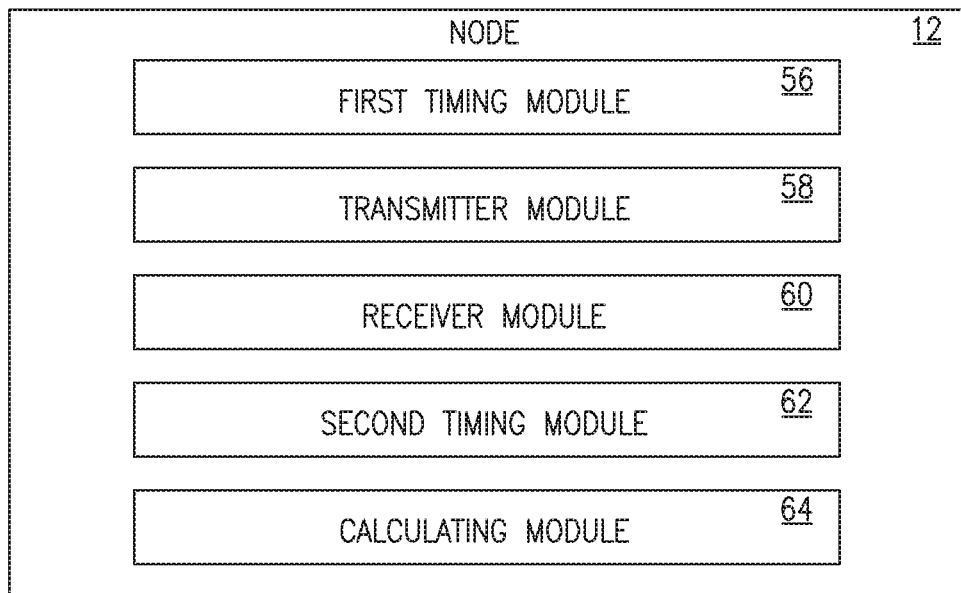 NODE 12
FIRST TIMING MODULE 56
TRANSMITTER MODULE 58
RECEIVER MODULE 60
SECOND TIMING MODULE 62
CALCULATING MODULE 64